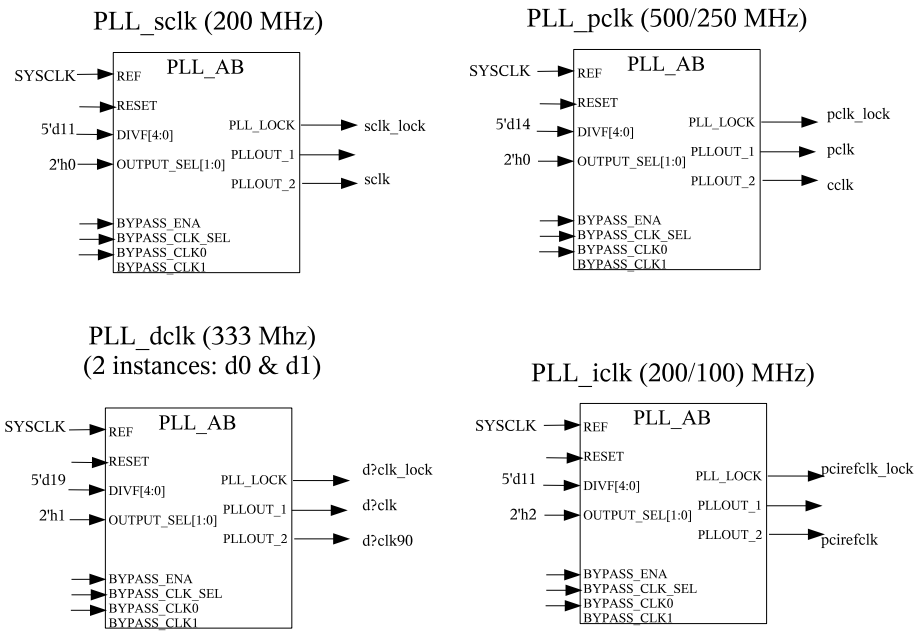 PLL_sclk (200 MHz)
PLL_AB
SYSCLK
REF
RESET
5'd11
DIVF[4:0]
2'h0
OUTPUT_SEL[1:0]
PLL_LOCK
sclk_lock
PLLOUT_1
PLLOUT_2
sclk
BYPASS_ENA
BYPASS_CLK_SEL
BYPASS_CLK0
BYPASS_CLK1
PLL_pclk (500/250 MHz)
PLL_AB
SYSCLK
REF
RESET
5'd14
DIVF[4:0]
2'h0
OUTPUT_SEL[1:0]
PLL_LOCK
pclk_lock
PLLOUT_1
pclk
PLLOUT_2
cclk
BYPASS_ENA
BYPASS_CLK_SEL
BYPASS_CLK0
BYPASS_CLK1
PLL_dclk (333 Mhz)
(2 instances: d0 & d1)
PLL_AB
SYSCLK
REF
RESET
5'd19
DIVF[4:0]
2'h1
OUTPUT_SEL[1:0]
PLL_LOCK
d?clk_lock
PLLOUT_1
d?clk
PLLOUT_2
d?clk90
BYPASS_ENA
BYPASS_CLK_SEL
BYPASS_CLK0
BYPASS_CLK1
PLL_iclk (200/100) MHz)
PLL_AB
SYSCLK
REF
RESET
5'd11
DIVF[4:0]
2'h2
OUTPUT_SEL[1:0]
PLL_LOCK
pcirefclk_lock
PLLOUT_1
PLLOUT_2
pcirefclk
BYPASS_ENA
BYPASS_CLK_SEL
BYPASS_CLK0
BYPASS_CLK1